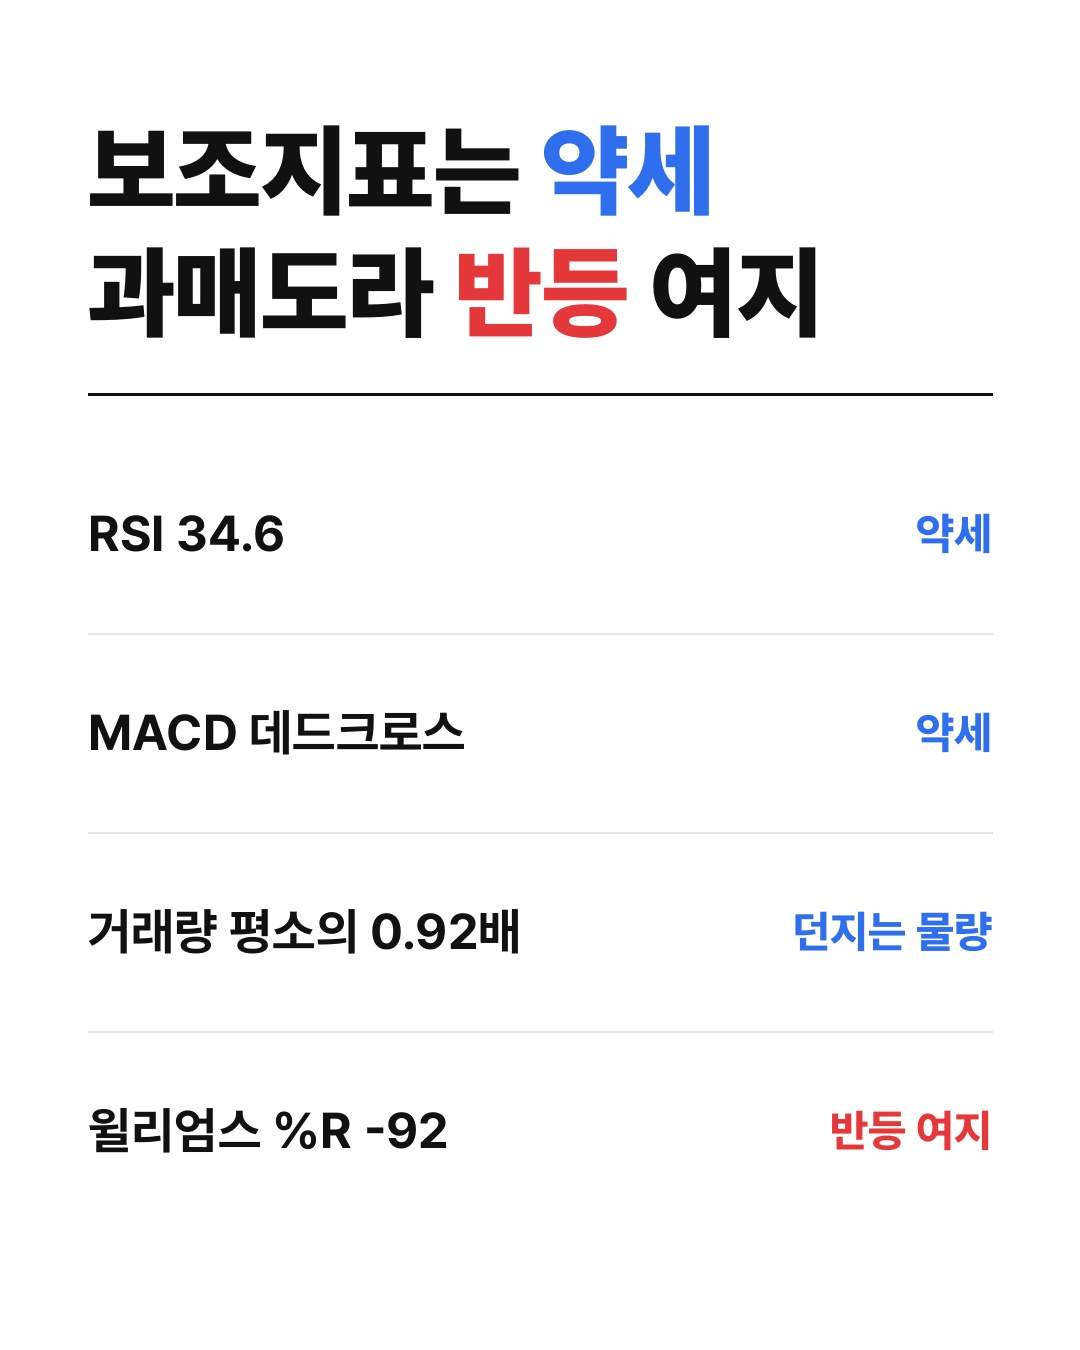 보조지표는 약세
과매도라 반등 여지
RSI 34.6 약세
MACD 데드크로스 약세
거래량 평소의 0.92배 던지는 물량
윌리엄스 %R -92 반등 여지